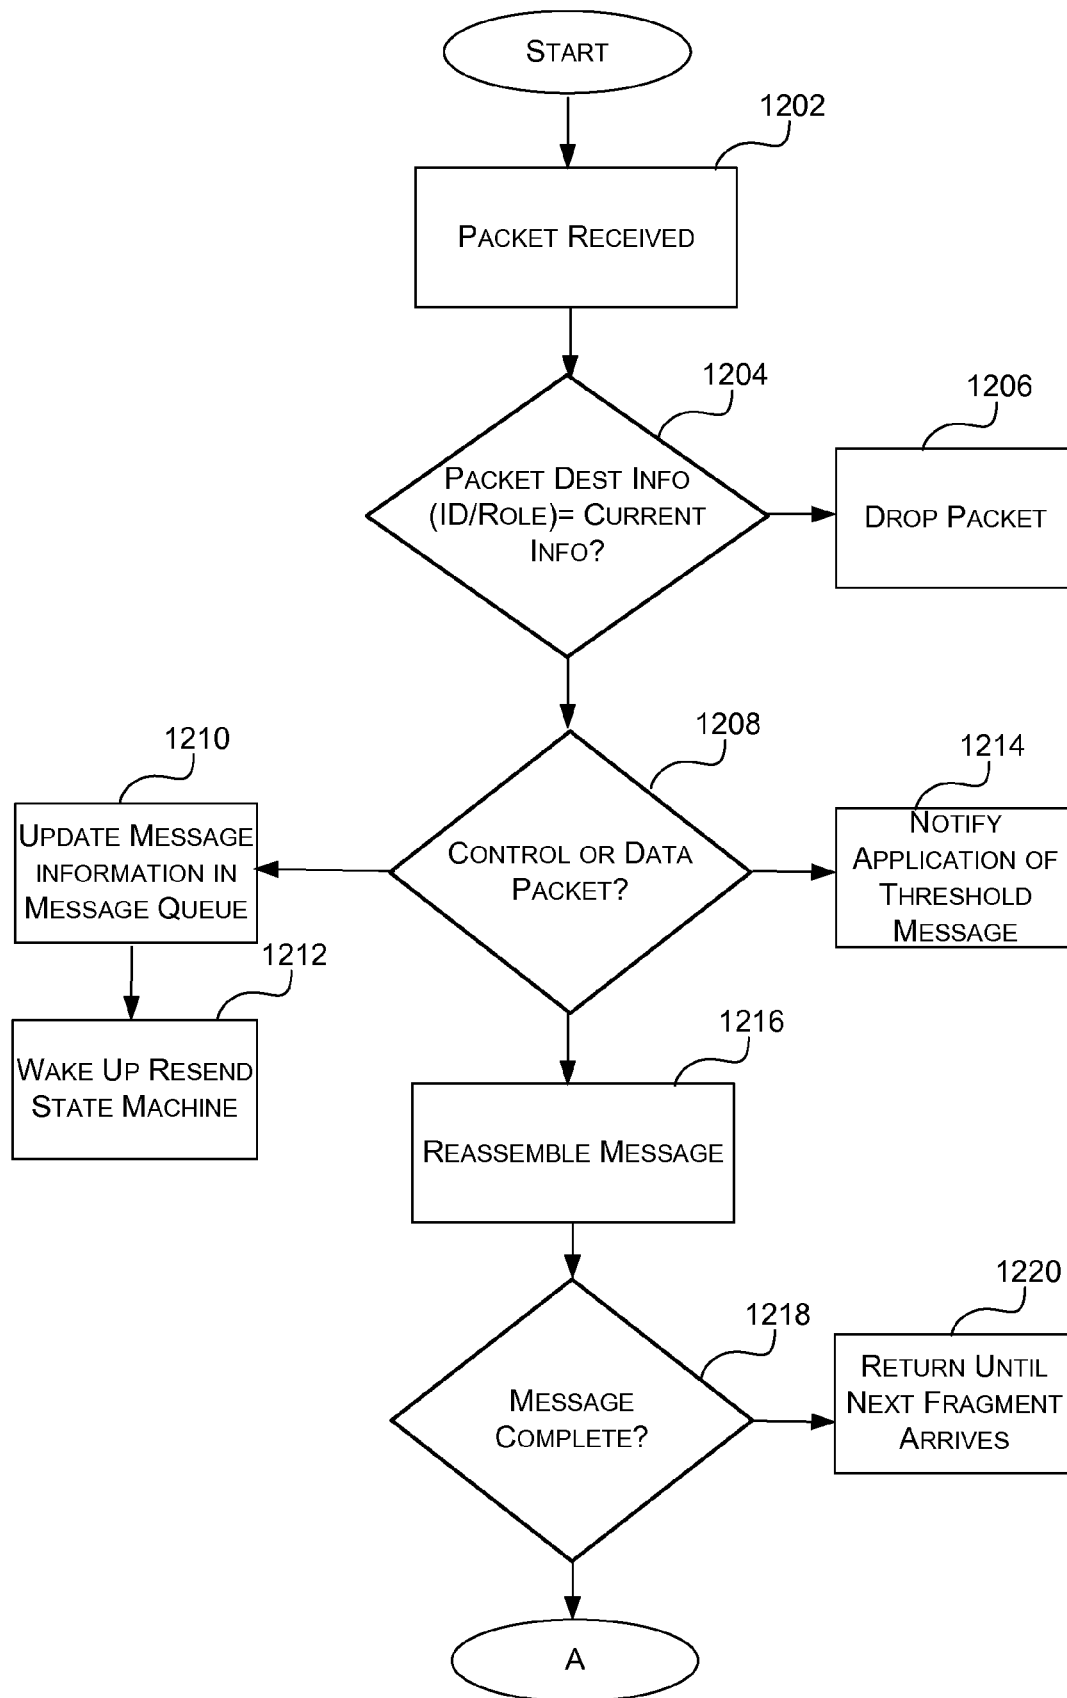 START
1202
PACKET RECEIVED
1204
PACKET DEST INFO
(ID/ROLE)= CURRENT
INFO?
1206
DROP PACKET
1208
CONTROL OR DATA
PACKET?
1210
UPDATE MESSAGE
INFORMATION IN
MESSAGE QUEUE
1212
WAKE UP RESEND
STATE MACHINE
1214
NOTIFY
APPLICATION OF
THRESHOLD
MESSAGE
1216
REASSEMBLE MESSAGE
1218
MESSAGE
COMPLETE?
1220
RETURN UNTIL
NEXT FRAGMENT
ARRIVES
A